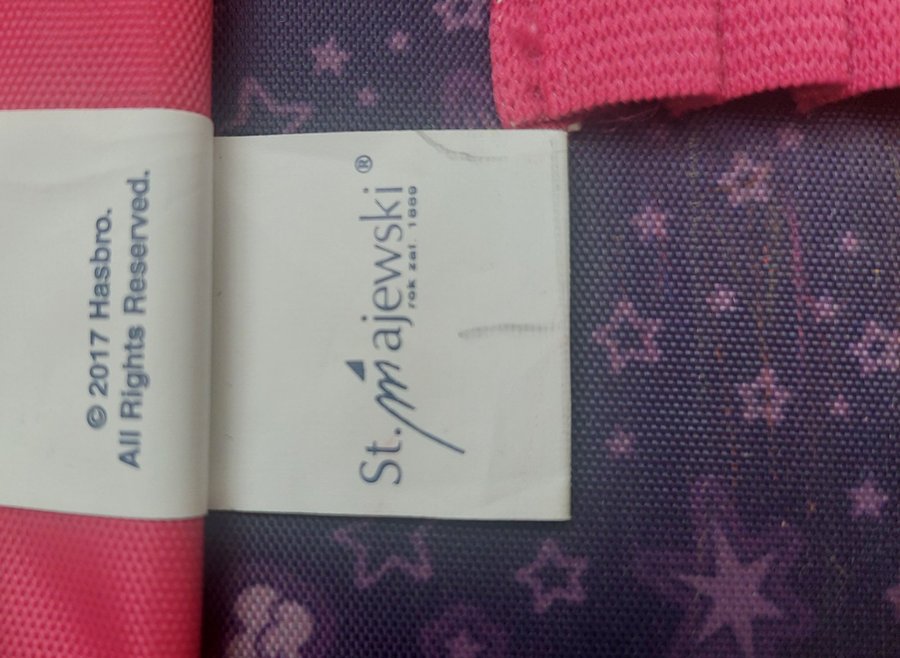 © 2017 Hasbro.
All Rights Reserved.
St.Majewski®
rok zał. 1889